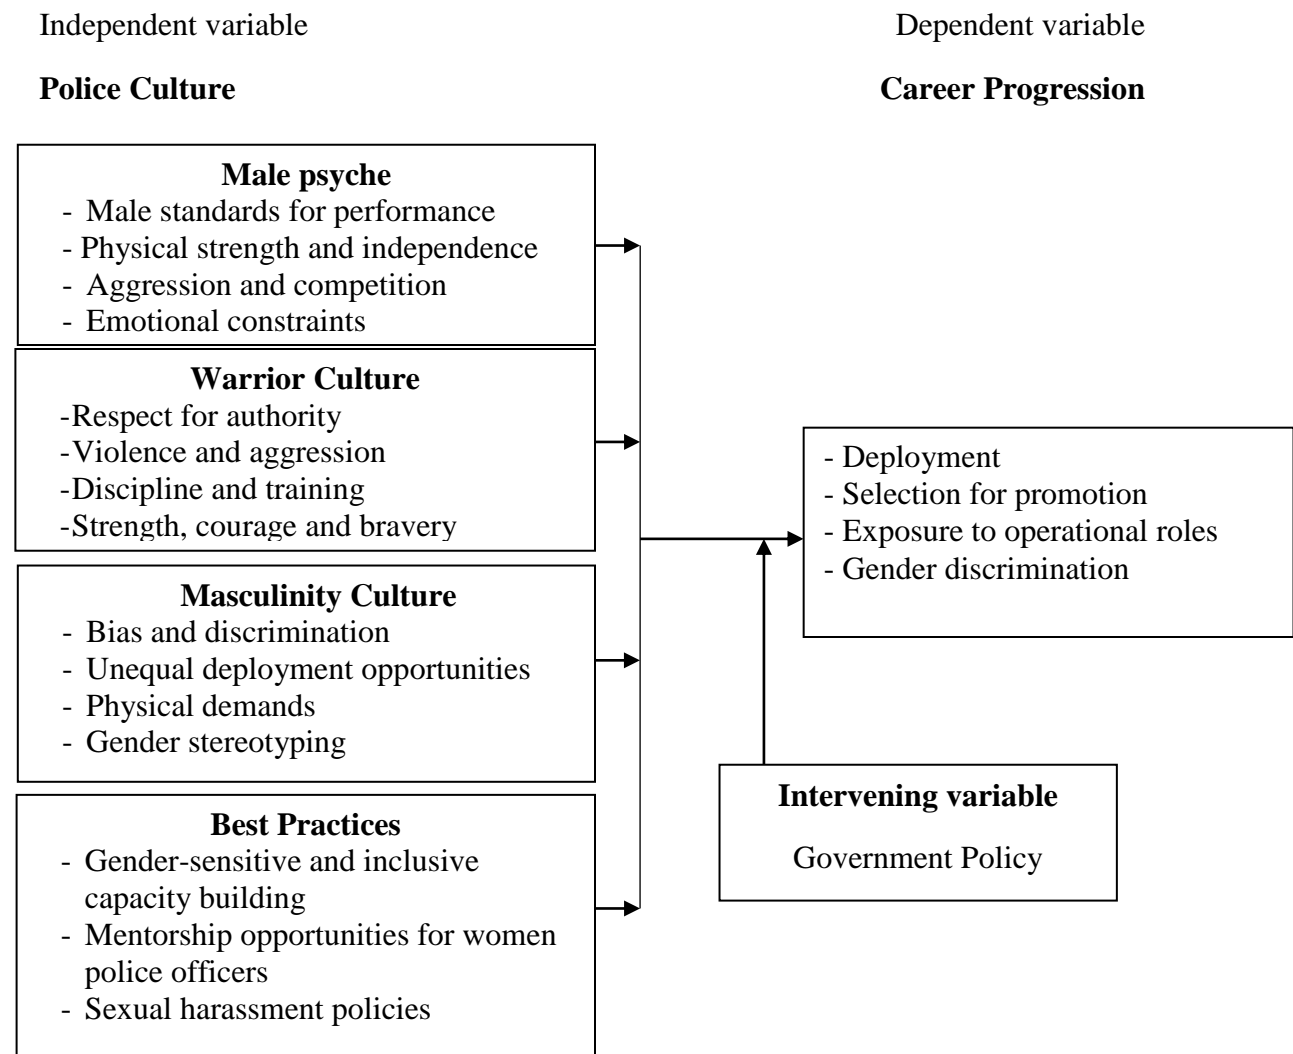 Independent variable
Dependent variable
Police Culture
Career Progression
Male psyche
- Male standards for performance
- Physical strength and independence
- Aggression and competition
- Emotional constraints
Warrior Culture
-Respect for authority
-Violence and aggression
-Discipline and training
-Strength, courage and bravery
Masculinity Culture
- Bias and discrimination
- Unequal deployment opportunities
- Physical demands
- Gender stereotyping
Best Practices
- Gender-sensitive and inclusive
capacity building
- Mentorship opportunities for women
police officers
- Sexual harassment policies
- Deployment
- Selection for promotion
- Exposure to operational roles
- Gender discrimination
Intervening variable
Government Policy